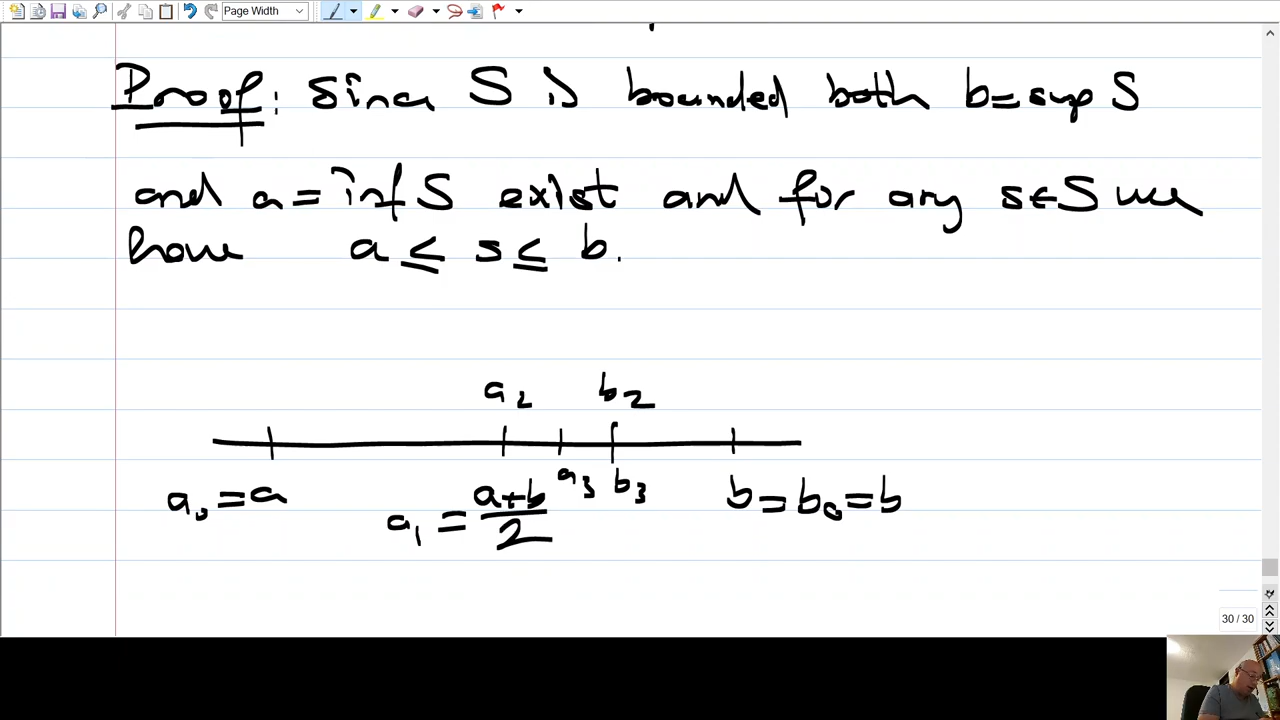 Page Width
Proof: Since S is bounded both b = sup S
and a = inf S exist and for any s ∈ S we
have a ≤ s ≤ b.
a₂ b₂
a₃ b₃
a₀ = a a₁ = a+b/2 b = b₀ = b
30 / 30